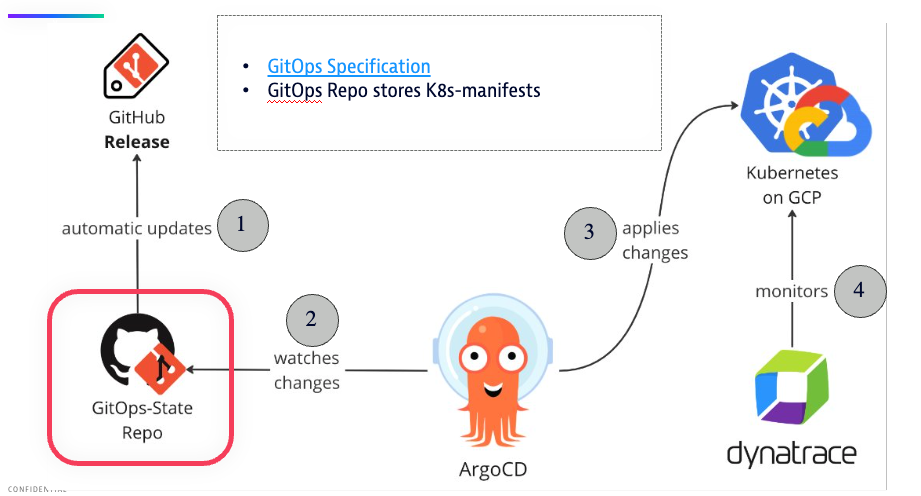 • GitOps Specification
• GitOps Repo stores K8s-manifests
GitHub
Release
Kubernetes
on GCP
automatic updates
1
3
applies
changes
monitors
4
2
watches
changes
GitOps-State
Repo
ArgoCD
dynatrace